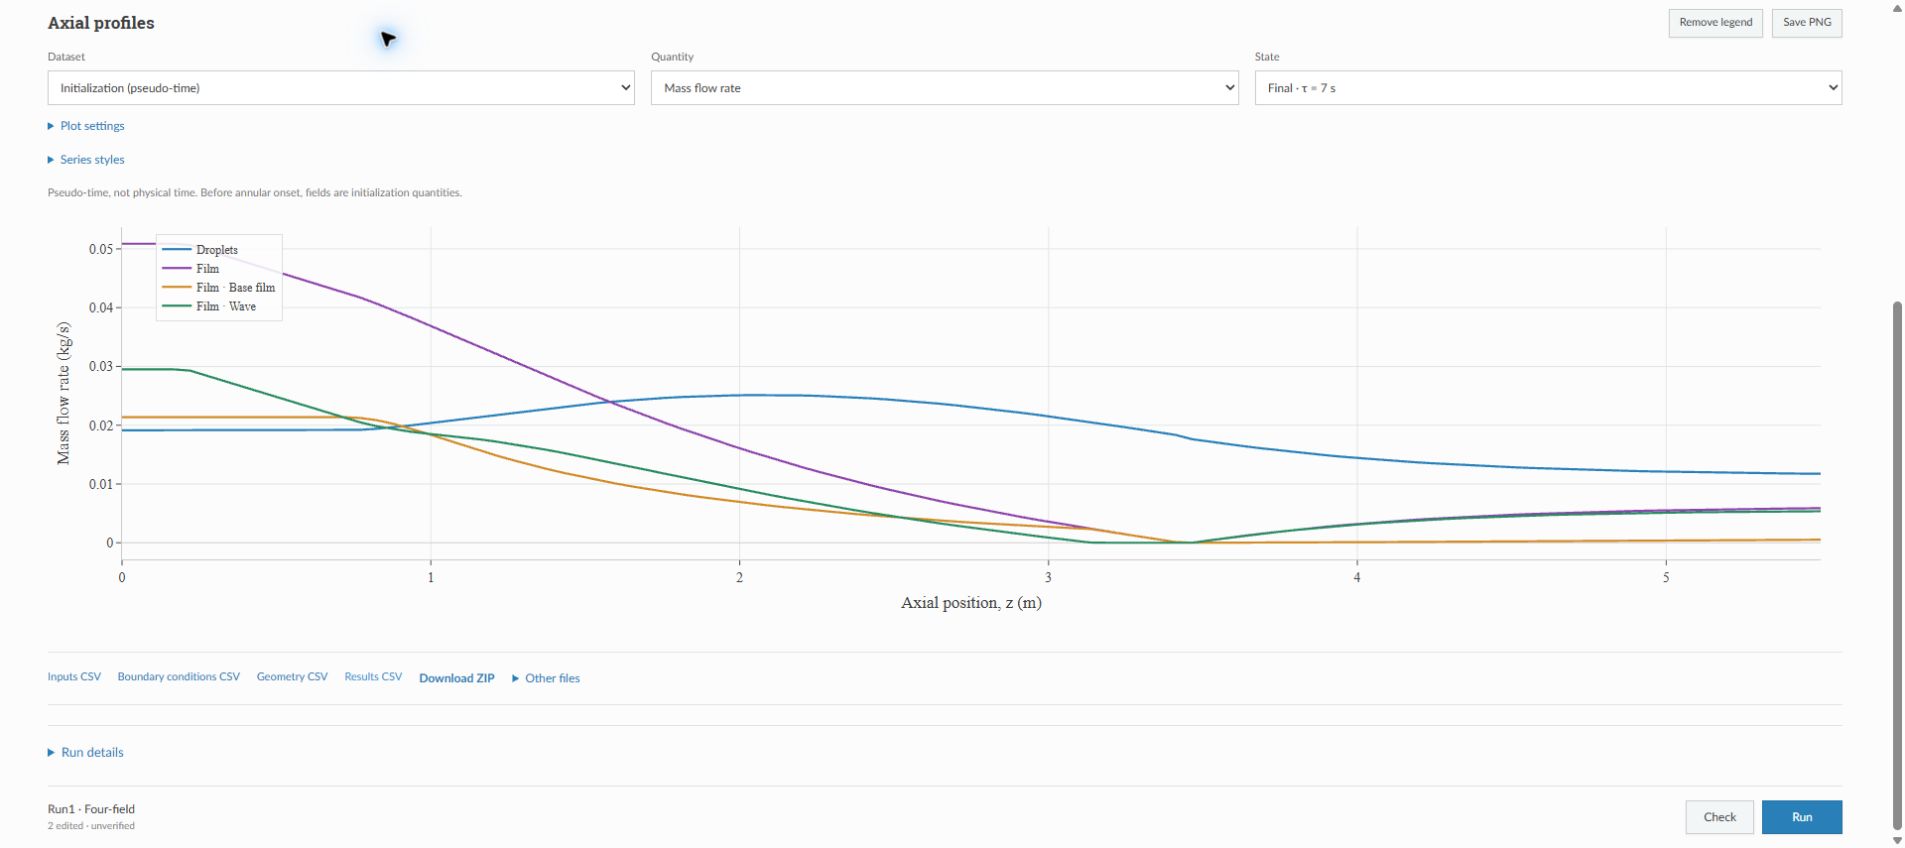 Axial profiles
Remove legend
Save PNG
Dataset
Quantity
State
Initialization (pseudo-time)
Mass flow rate
Final · τ = 7 s
Plot settings
Series styles
Pseudo-time, not physical time. Before annular onset, fields are initialization quantities.
Droplets
Film
Film · Base film
Film · Wave
0.05
0.04
0.03
0.02
0.01
0
Mass flow rate (kg/s)
0 1 2 3 4 5
Axial position, z (m)
Inputs CSV Boundary conditions CSV Geometry CSV Results CSV Download ZIP Other files
Run details
Run1 · Four-field
2 edited · unverified
Check
Run